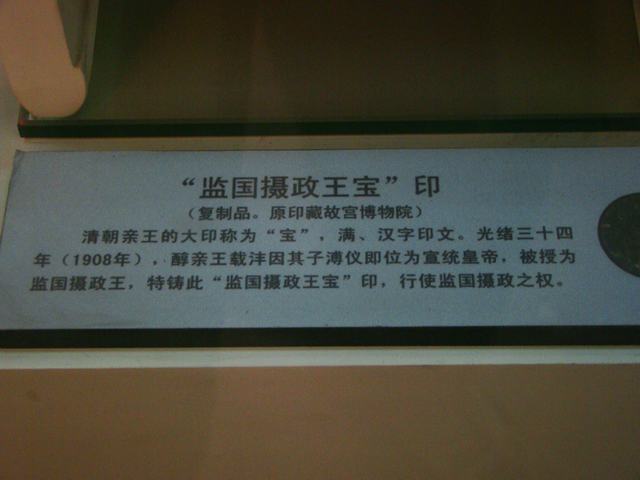 “监国摄政王宝”印
（复制品。原印藏故宫博物院）
清朝亲王的大印称为“宝”，满、汉字印文。光绪三十四
年（1908年），醇亲王载沣因其子溥仪即位为宣统皇帝，被授为
监国摄政王，特铸此“监国摄政王宝”印，行使监国摄政之权。